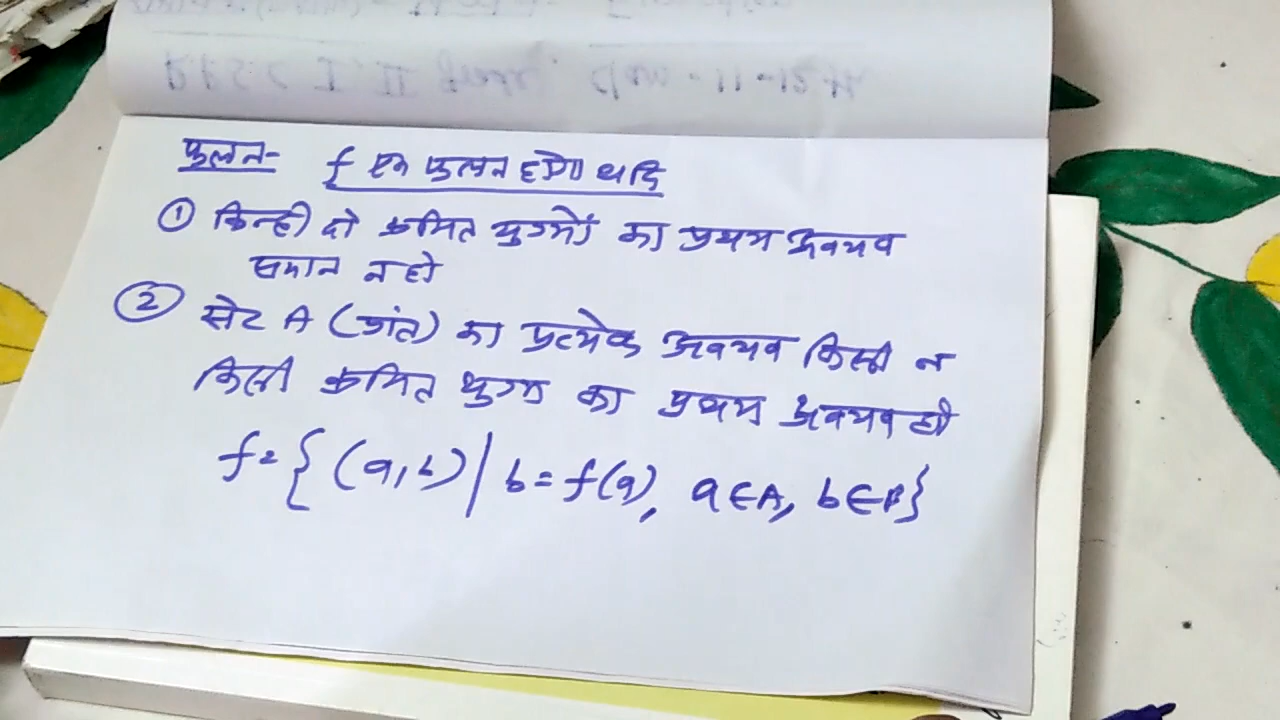 फलन- f एक फलन होगा यदि
① किन्ही दो क्रमित युग्मों का प्रथम अवयव
समान न हो
② सेट A (प्रांत) का प्रत्येक अवयव किसी न
किसी क्रमित युग्म का प्रथम अवयव हो
f = { (a,b) | b = f(a), a∈A, b∈B}